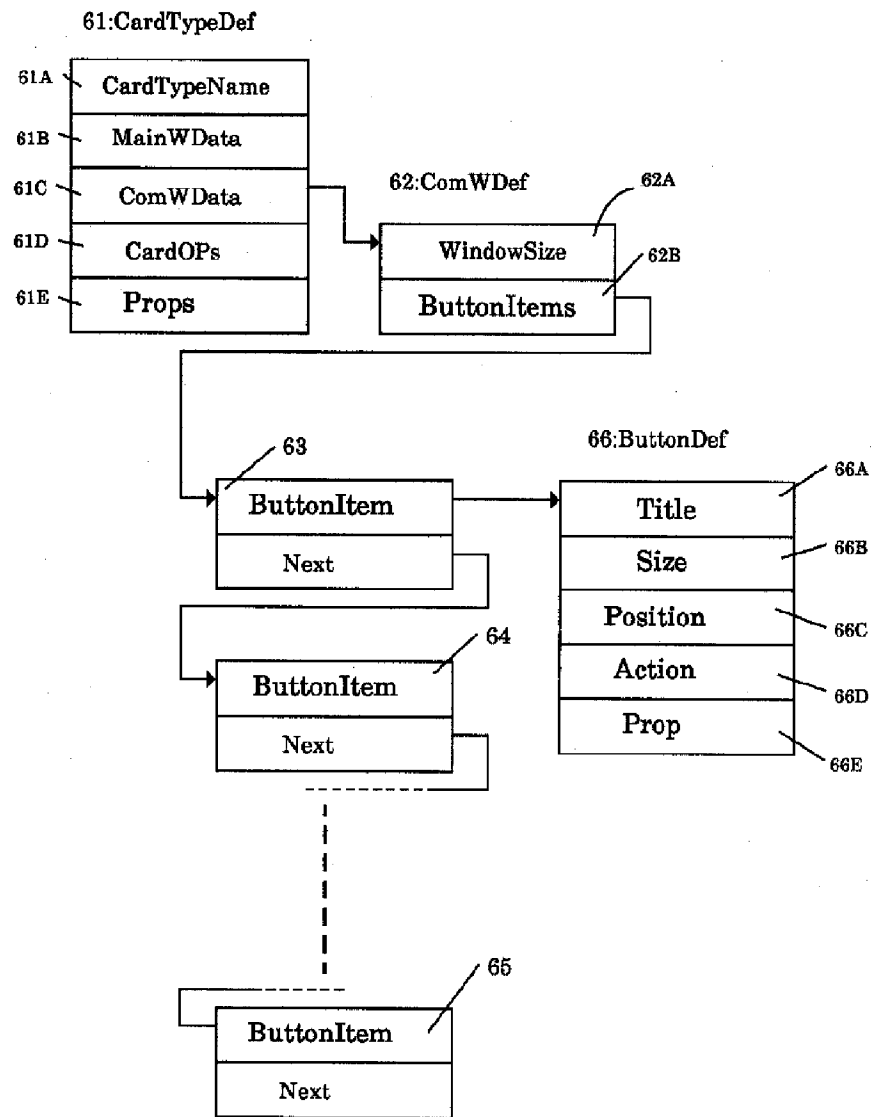 61:CardTypeDef
61A
CardTypeName
61B
MainWData
61C
ComWData
61D
CardOPs
61E
Props
62:ComWDef
62A
WindowSize
62B
ButtonItems
63
ButtonItem
Next
66:ButtonDef
66A
Title
66B
Size
Position
66C
Action
66D
Prop
66E
64
ButtonItem
Next
65
ButtonItem
Next